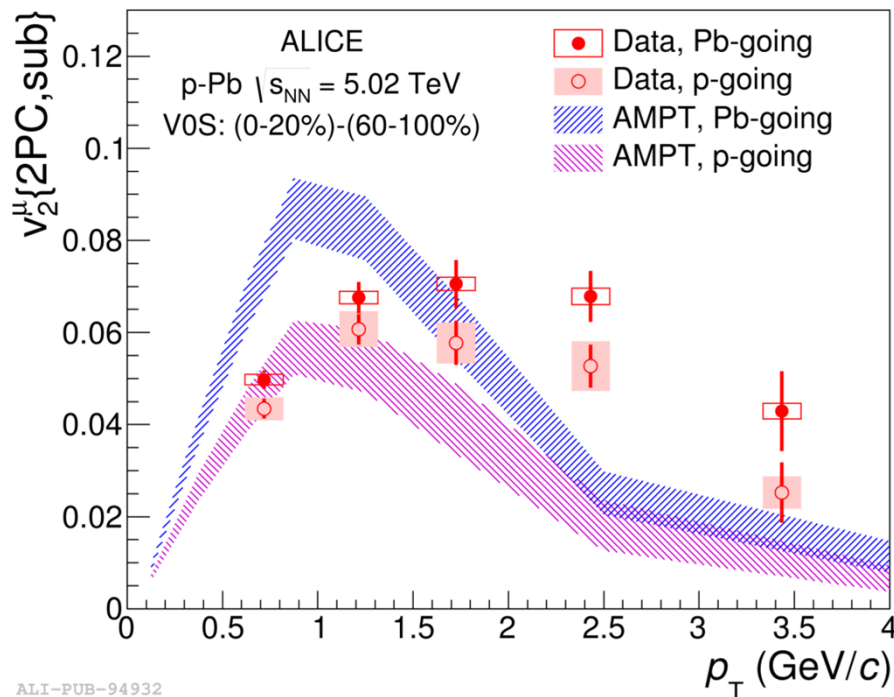 ALICE
p-Pb √sNN = 5.02 TeV
V0S: (0-20%)-(60-100%)
Data, Pb-going
Data, p-going
AMPT, Pb-going
AMPT, p-going
v2μ{2PC,sub}
0.12
0.1
0.08
0.06
0.04
0.02
0
0 0.5 1 1.5 2 2.5 3 3.5 4
pT (GeV/c)
ALI-PUB-94932